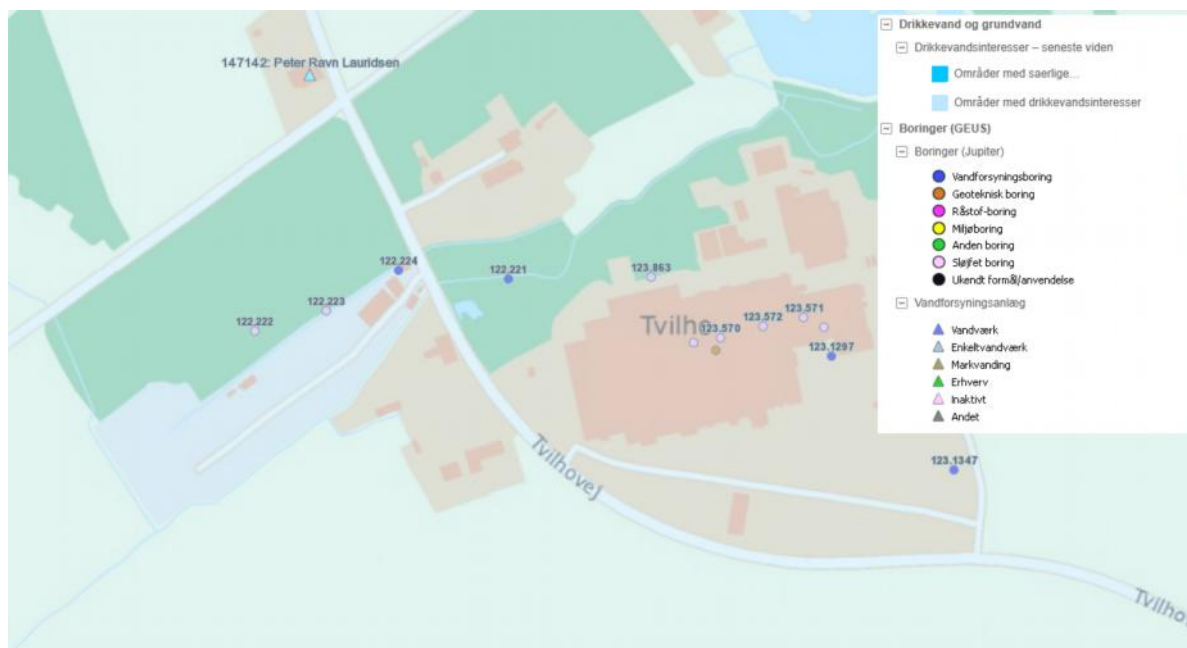 147142: Peter Ravn Lauridsen
122.224
122.221
123.863
122.223
122.222
Tvilho
123.570
123.572
123.571
123.1297
123.1347
Tvilhovej
Drikkevand og grundvand
Drikkevandsinteresser – seneste viden
Områder med saerlige...
Områder med drikkevandsinteresser
Boringer (GEUS)
Boringer (Jupiter)
Vandforsyningsboring
Geoteknisk boring
Råstof-boring
Miljøboring
Anden boring
Sløjfet boring
Ukendt formål/anvendelse
Vandforsyningsanlæg
Vandværk
Enkeltvandværk
Markvanding
Erhverv
Inaktivt
Andet